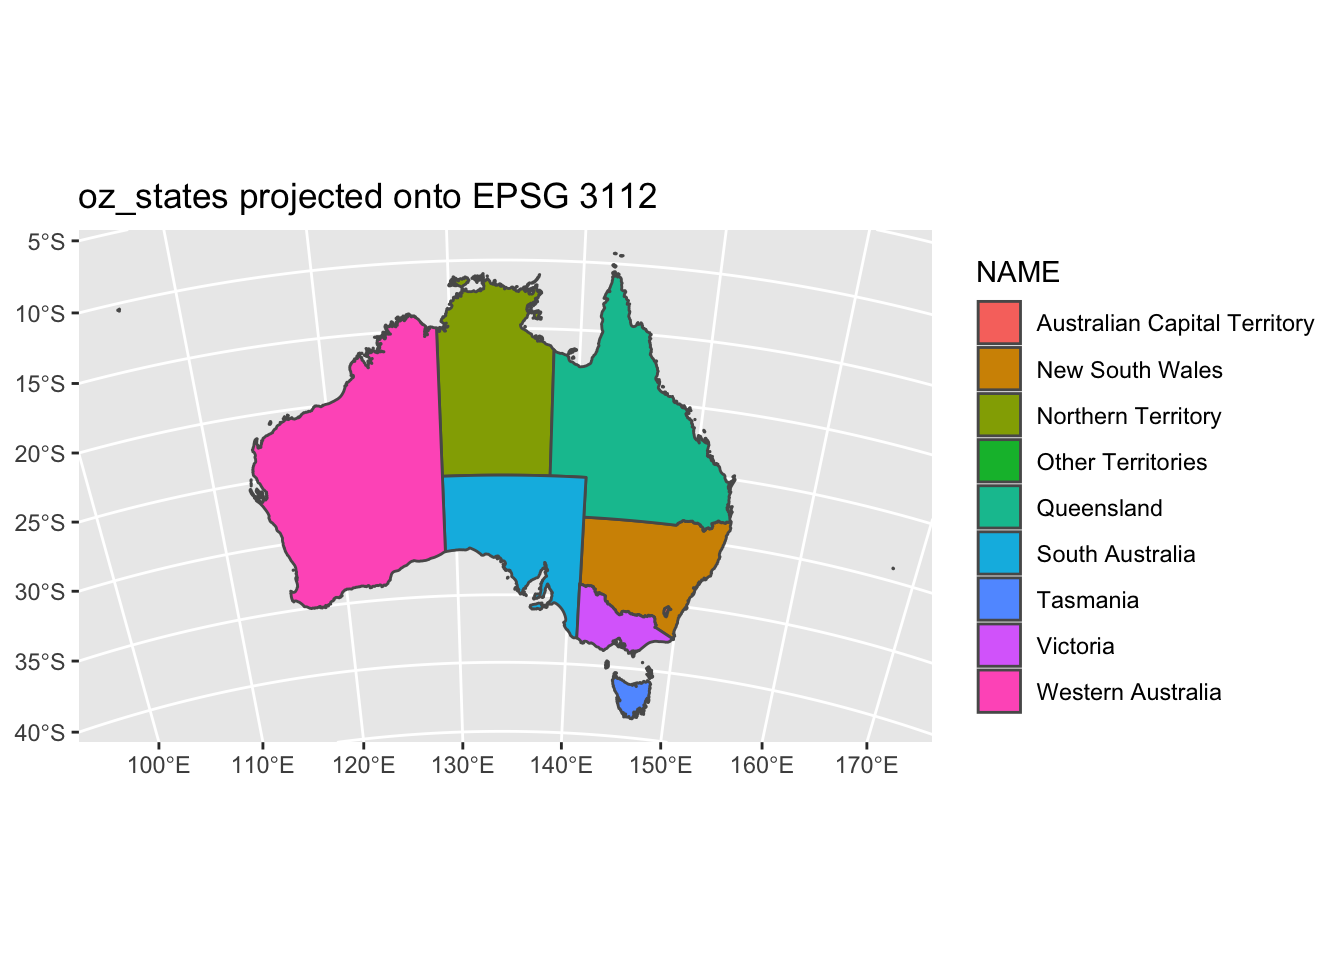 oz_states projected onto EPSG 3112
5°S
10°S
15°S
20°S
25°S
30°S
35°S
40°S
100°E 110°E 120°E 130°E 140°E 150°E 160°E 170°E
NAME
Australian Capital Territory
New South Wales
Northern Territory
Other Territories
Queensland
South Australia
Tasmania
Victoria
Western Australia